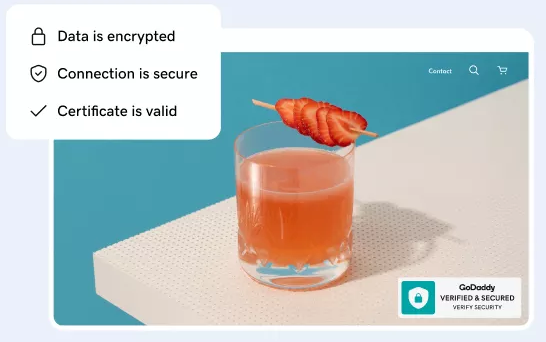 Data is encrypted
Connection is secure
Certificate is valid
Contact
GoDaddy
VERIFIED & SECURED
VERIFY SECURITY